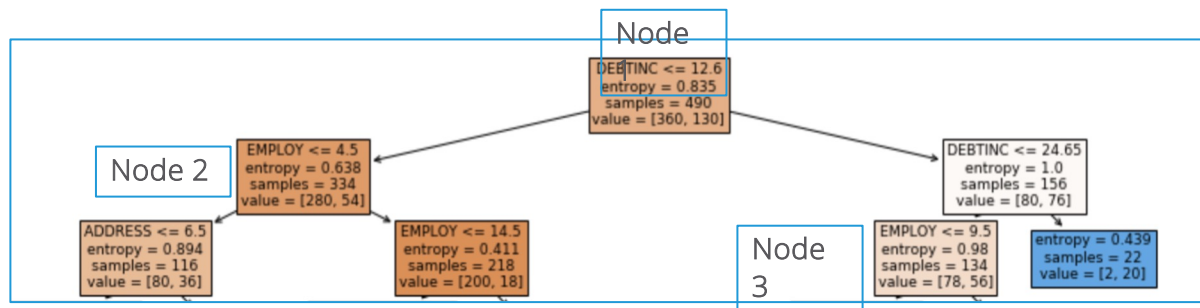 Node
1
DEBTINC <= 12.6
entropy = 0.835
samples = 490
value = [360, 130]
Node 2
EMPLOY <= 4.5
entropy = 0.638
samples = 334
value = [280, 54]
DEBTINC <= 24.65
entropy = 1.0
samples = 156
value = [80, 76]
ADDRESS <= 6.5
entropy = 0.894
samples = 116
value = [80, 36]
EMPLOY <= 14.5
entropy = 0.411
samples = 218
value = [200, 18]
Node
3
EMPLOY <= 9.5
entropy = 0.98
samples = 134
value = [78, 56]
entropy = 0.439
samples = 22
value = [2, 20]